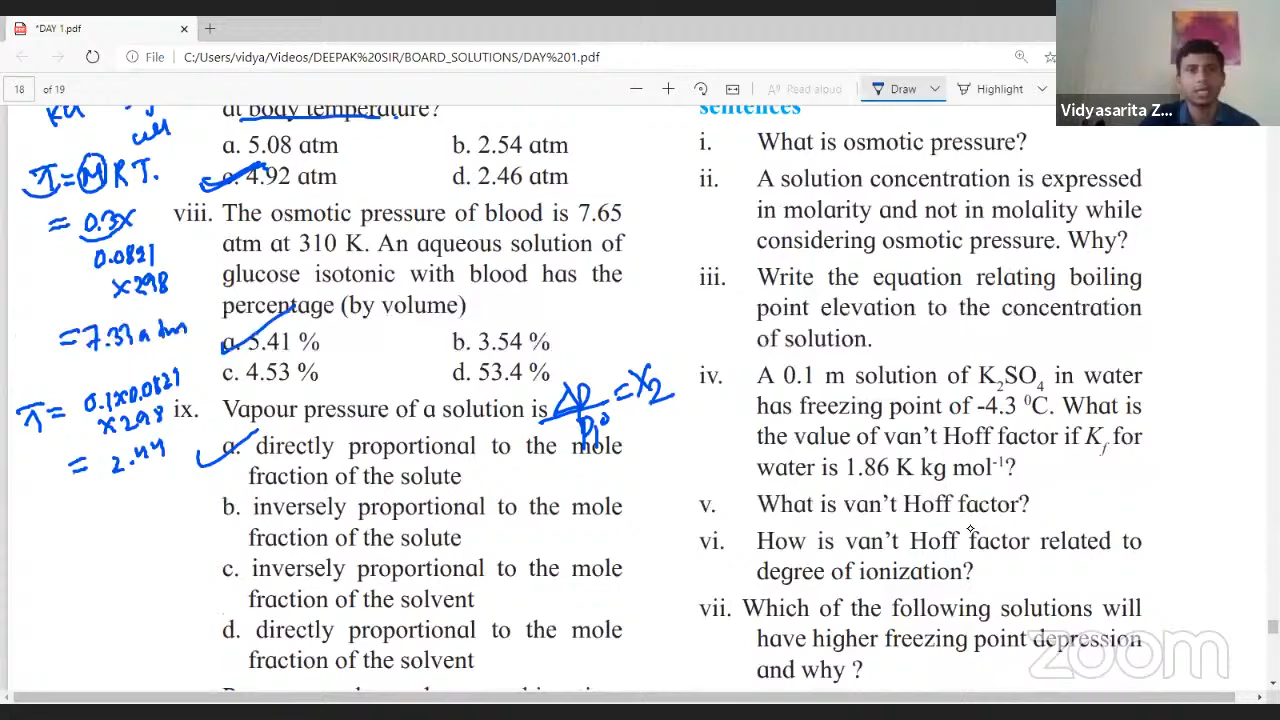 *DAY 1.pdf
File
C:/Users/vidya/Videos/DEEPAK%20SIR/BOARD_SOLUTIONS/DAY%201.pdf
18 of 19
Read aloud
Draw
Highlight
Vidyasarita Z...
at body temperature?
a. 5.08 atm b. 2.54 atm
4.92 atm d. 2.46 atm
viii. The osmotic pressure of blood is 7.65
atm at 310 K. An aqueous solution of
glucose isotonic with blood has the
percentage (by volume)
a. 5.41 % b. 3.54 %
c. 4.53 % d. 53.4 %
ix. Vapour pressure of a solution is
a. directly proportional to the mole
fraction of the solute
b. inversely proportional to the mole
fraction of the solute
c. inversely proportional to the mole
fraction of the solvent
d. directly proportional to the mole
fraction of the solvent
cell
π = M R T.
= 0.3x
0.0821
x298
= 7.33 atm
π = 0.1x0.0821
x298
= 2.44
ΔP/P₁⁰ = X₂
sentences
i. What is osmotic pressure?
ii. A solution concentration is expressed
in molarity and not in molality while
considering osmotic pressure. Why?
iii. Write the equation relating boiling
point elevation to the concentration
of solution.
iv. A 0.1 m solution of K₂SO₄ in water
has freezing point of -4.3 ⁰C. What is
the value of van’t Hoff factor if K_f for
water is 1.86 K kg mol⁻¹?
v. What is van’t Hoff factor?
vi. How is van’t Hoff factor related to
degree of ionization?
vii. Which of the following solutions will
have higher freezing point depression
and why ?
zoom